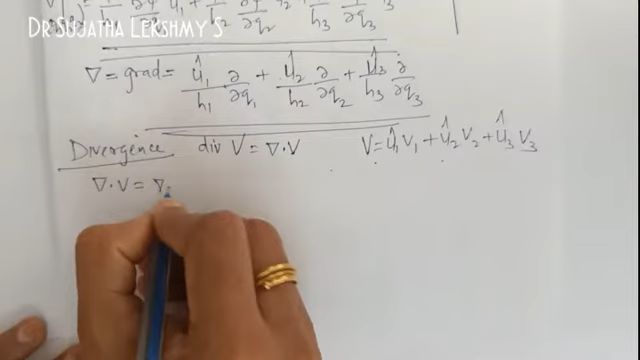 DR SUJATHA LEKSHMY S
∇ = grad = û₁/h₁ ∂/∂q₁ + û₂/h₂ ∂/∂q₂ + û₃/h₃ ∂/∂q₃
Divergence div V = ∇·V V = û₁V₁ + û₂V₂ + û₃V₃
∇·V = ∇·